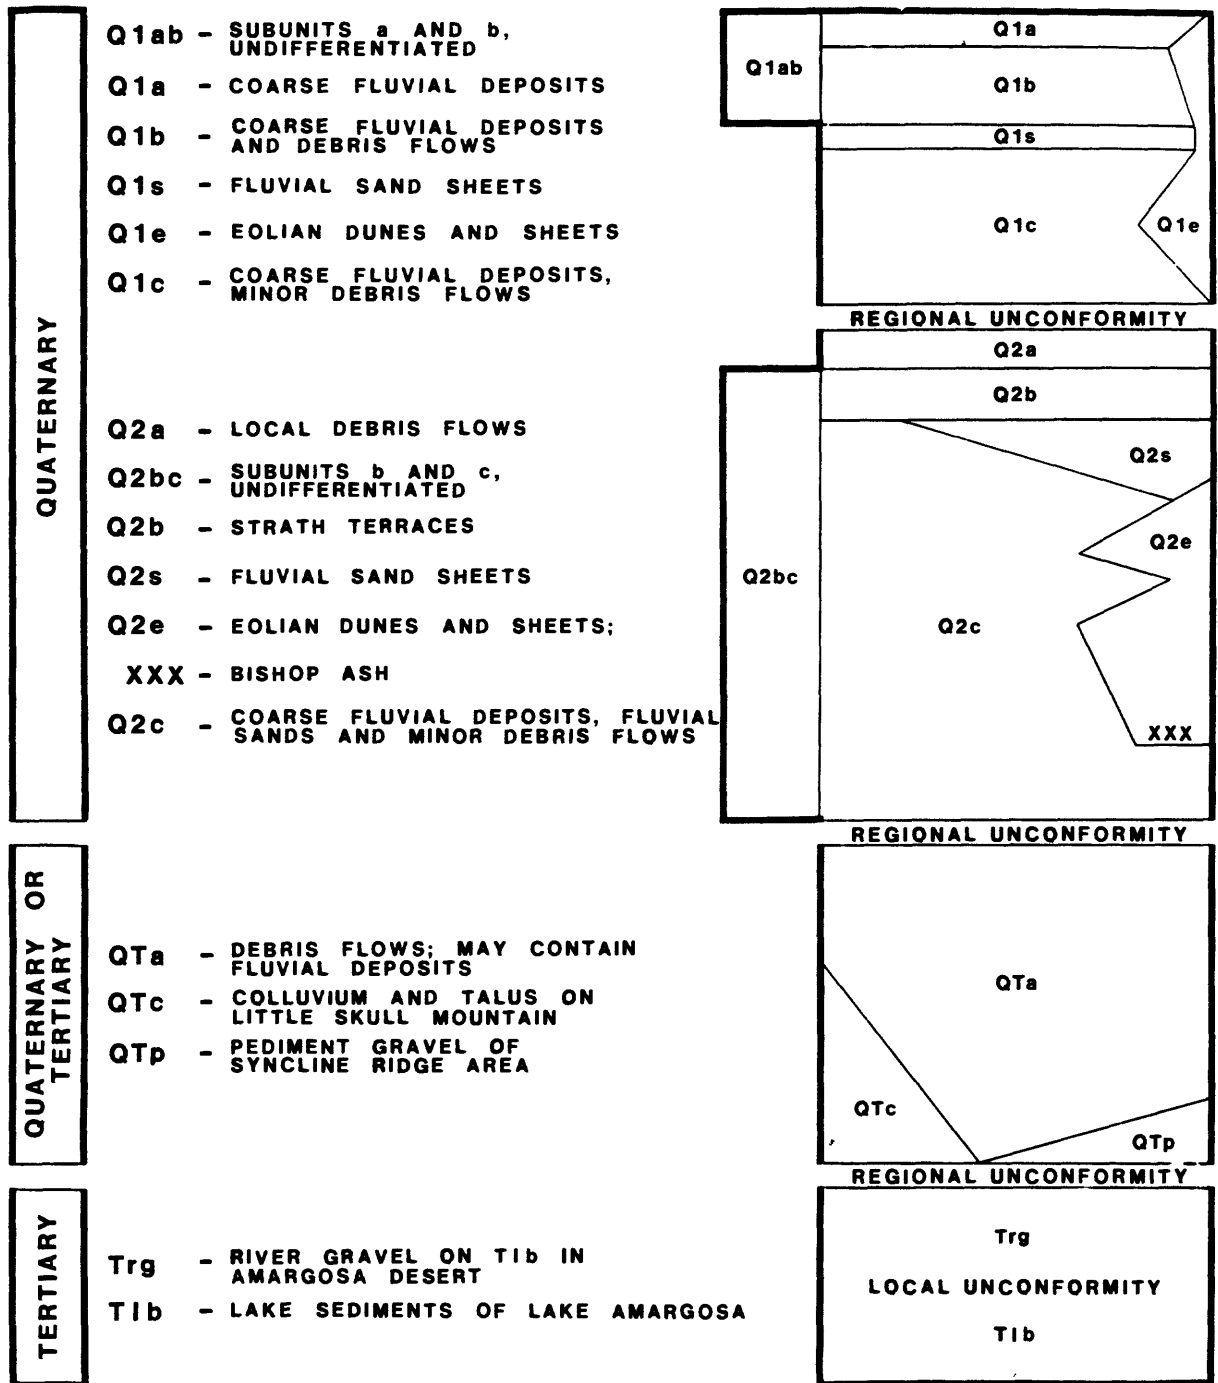 QUATERNARY
Q1ab - SUBUNITS a AND b,
UNDIFFERENTIATED
Q1a - COARSE FLUVIAL DEPOSITS
Q1b - COARSE FLUVIAL DEPOSITS
AND DEBRIS FLOWS
Q1s - FLUVIAL SAND SHEETS
Q1e - EOLIAN DUNES AND SHEETS
Q1c - COARSE FLUVIAL DEPOSITS,
MINOR DEBRIS FLOWS
Q2a - LOCAL DEBRIS FLOWS
Q2bc - SUBUNITS b AND c,
UNDIFFERENTIATED
Q2b - STRATH TERRACES
Q2s - FLUVIAL SAND SHEETS
Q2e - EOLIAN DUNES AND SHEETS;
XXX - BISHOP ASH
Q2c - COARSE FLUVIAL DEPOSITS, FLUVIAL
SANDS AND MINOR DEBRIS FLOWS
QUATERNARY OR
TERTIARY
QTa - DEBRIS FLOWS; MAY CONTAIN
FLUVIAL DEPOSITS
QTc - COLLUVIUM AND TALUS ON
LITTLE SKULL MOUNTAIN
QTp - PEDIMENT GRAVEL OF
SYNCLINE RIDGE AREA
TERTIARY
Trg - RIVER GRAVEL ON Tlb IN
AMARGOSA DESERT
Tlb - LAKE SEDIMENTS OF LAKE AMARGOSA
Q1ab
Q1a
Q1b
Q1s
Q1c
Q1e
REGIONAL UNCONFORMITY
Q2a
Q2b
Q2s
Q2e
Q2bc
Q2c
XXX
REGIONAL UNCONFORMITY
QTa
QTc
QTp
REGIONAL UNCONFORMITY
Trg
LOCAL UNCONFORMITY
Tlb